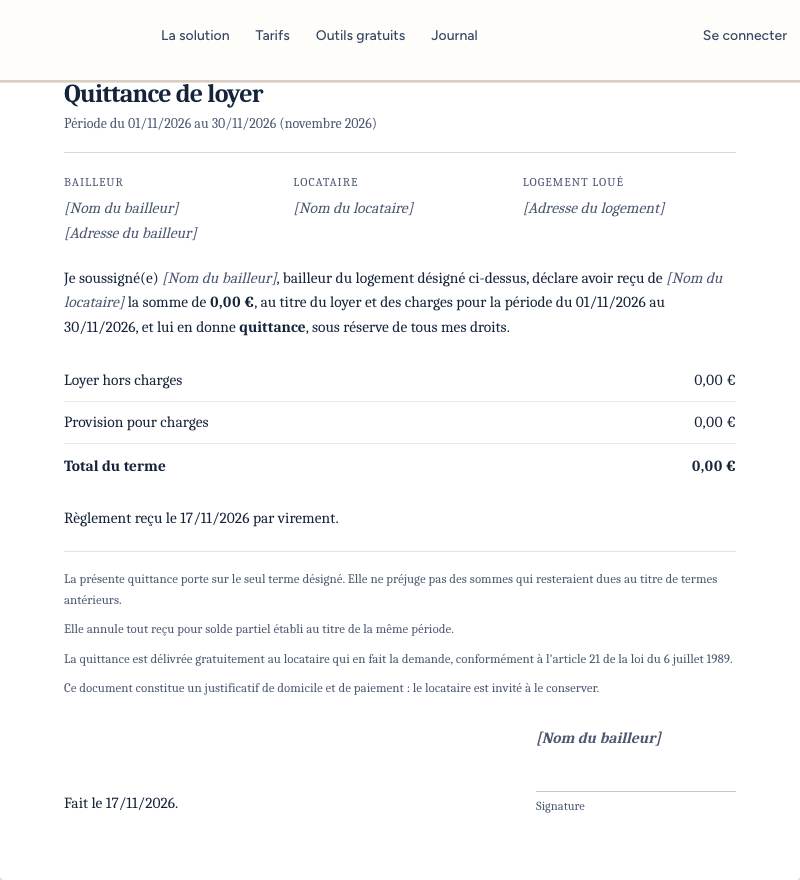 La solution Tarifs Outils gratuits Journal Se connecter
Quittance de loyer
Période du 01/11/2026 au 30/11/2026 (novembre 2026)
BAILLEUR LOCATAIRE LOGEMENT LOUÉ
[Nom du bailleur] [Nom du locataire] [Adresse du logement]
[Adresse du bailleur]
Je soussigné(e) [Nom du bailleur], bailleur du logement désigné ci-dessus, déclare avoir reçu de [Nom du
locataire] la somme de 0,00 €, au titre du loyer et des charges pour la période du 01/11/2026 au
30/11/2026, et lui en donne quittance, sous réserve de tous mes droits.
Loyer hors charges 0,00 €
Provision pour charges 0,00 €
Total du terme 0,00 €
Règlement reçu le 17/11/2026 par virement.
La présente quittance porte sur le seul terme désigné. Elle ne préjuge pas des sommes qui resteraient dues au titre de termes
antérieurs.
Elle annule tout reçu pour solde partiel établi au titre de la même période.
La quittance est délivrée gratuitement au locataire qui en fait la demande, conformément à l'article 21 de la loi du 6 juillet 1989.
Ce document constitue un justificatif de domicile et de paiement : le locataire est invité à le conserver.
[Nom du bailleur]
Fait le 17/11/2026.
Signature